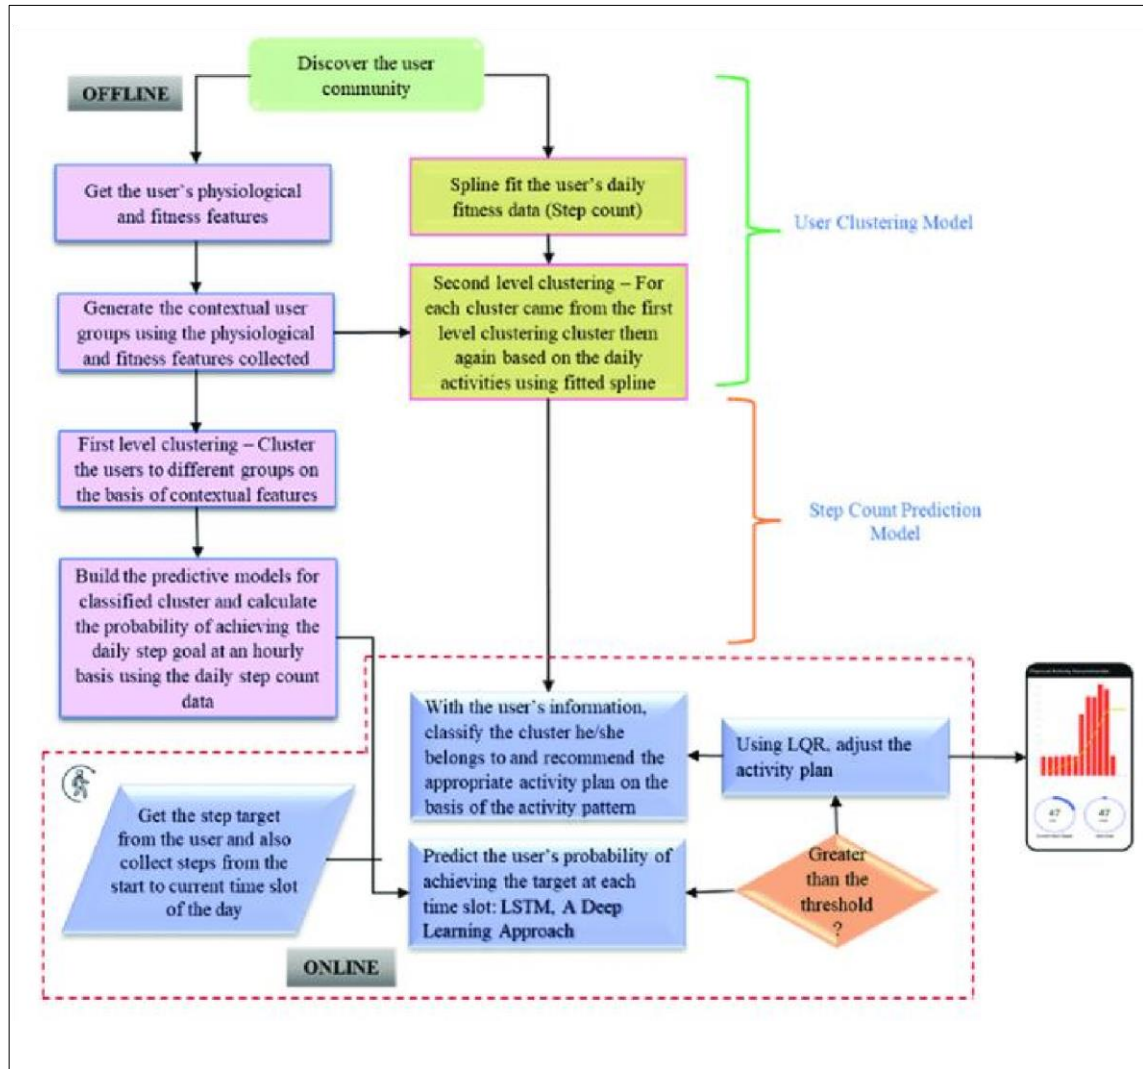 Discover the user
community
OFFLINE
Get the user's physiological
and fitness features
Spline fit the user's daily
fitness data (Step count)
User Clustering Model
Generate the contextual user
groups using the physiological
and fitness features collected
Second level clustering – For
each cluster came from the first
level clustering cluster them
again based on the daily
activities using fitted spline
First level clustering – Cluster
the users to different groups on
the basis of contextual features
Step Count Prediction
Model
Build the predictive models for
classified cluster and calculate
the probability of achieving the
daily step goal at an hourly
basis using the daily step count
data
With the user's information,
classify the cluster he/she
belongs to and recommend the
appropriate activity plan on the
basis of the activity pattern
Using LQR, adjust the
activity plan
47
47
Get the step target
from the user and also
collect steps from the
start to current time slot
of the day
Predict the user's probability of
achieving the target at each
time slot: LSTM, A Deep
Learning Approach
Greater
than the
threshold
?
ONLINE